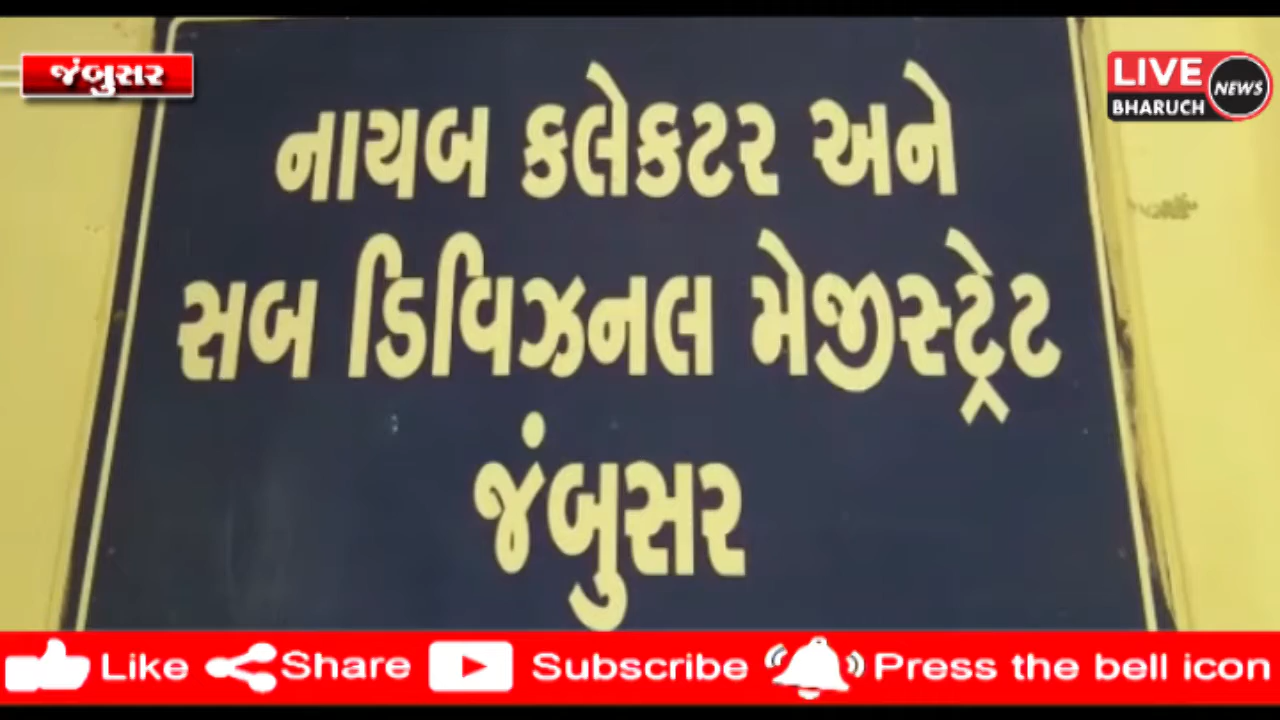 જંબુસર
LIVE
BHARUCH
NEWS
નાયબ કલેકટર અને
સબ ડિવિઝનલ મેજીસ્ટ્રેટ
જંબુસર
Like Share Subscribe Press the bell icon